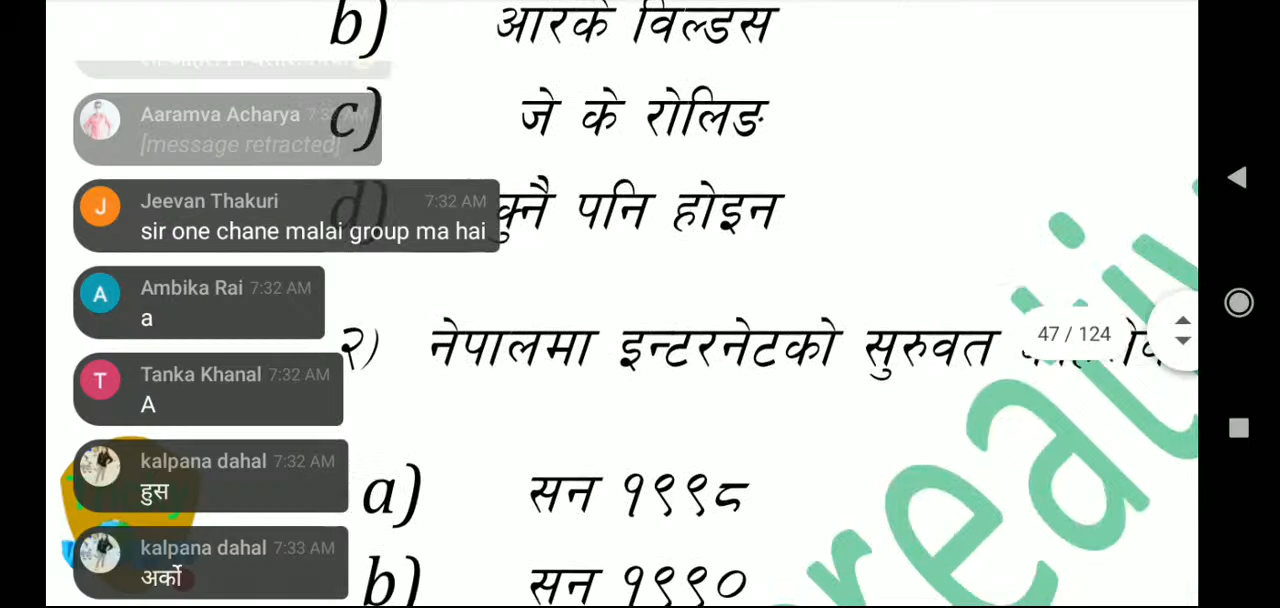 b) आरके विल्डस
Aaramva Acharya
c) जे के रोलिङ
[message retracted]
Jeevan Thakuri 7:32 AM
sir one chane malai group ma hai
d) कुनै पनि होइन
Ambika Rai 7:32 AM
a
२) नेपालमा इन्टरनेटको सुरुवत
47 / 124
Tanka Khanal 7:32 AM
A
kalpana dahal 7:32 AM
हुस
a) सन १९९८
kalpana dahal 7:33 AM
अर्को
b) सन १९९०